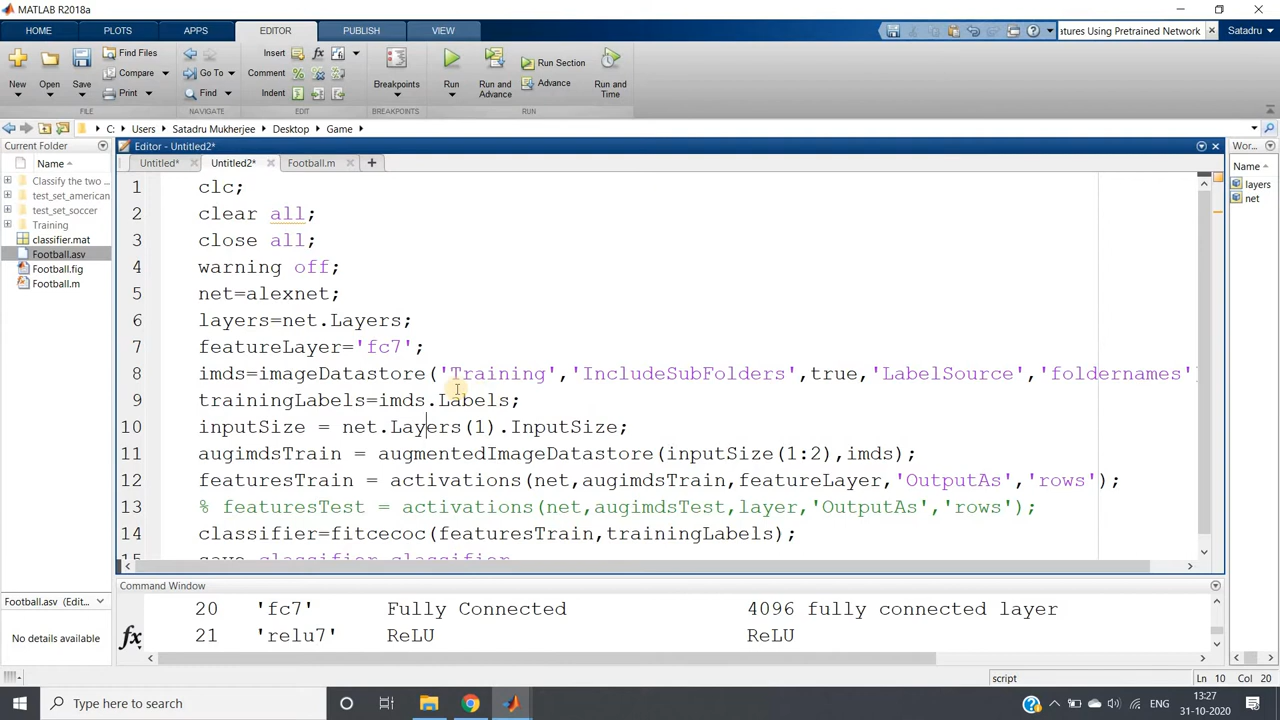 MATLAB R2018a
HOME PLOTS APPS EDITOR PUBLISH VIEW
atures Using Pretrained Network
Satadru
New Open Save Find Files Compare Print
FILE
Go To Find
NAVIGATE
Insert Comment Indent
EDIT
Breakpoints
BREAKPOINTS
Run Run and Advance Run Section Advance Run and Time
RUN
C: Users Satadru Mukherjee Desktop Game
Current Folder
Name
Classify the two ...
test_set_american
test_set_soccer
Training
classifier.mat
Football.asv
Football.fig
Football.m
Football.asv (Edit...
No details available
Editor - Untitled2*
Untitled* Untitled2* Football.m
1 clc;
2 clear all;
3 close all;
4 warning off;
5 net=alexnet;
6 layers=net.Layers;
7 featureLayer='fc7';
8 imds=imageDatastore('Training','IncludeSubFolders',true,'LabelSource','foldernames')
9 trainingLabels=imds.Labels;
10 inputSize = net.Layers(1).InputSize;
11 augimdsTrain = augmentedImageDatastore(inputSize(1:2),imds);
12 featuresTrain = activations(net,augimdsTrain,featureLayer,'OutputAs','rows');
13 % featuresTest = activations(net,augimdsTest,layer,'OutputAs','rows');
14 classifier=fitcecoc(featuresTrain,trainingLabels);
15 save classifier classifier
Command Window
20 'fc7' Fully Connected 4096 fully connected layer
21 'relu7' ReLU ReLU
fx
Wor...
Name
layers
net
script Ln 10 Col 20
Type here to search
ENG
13:27
31-10-2020